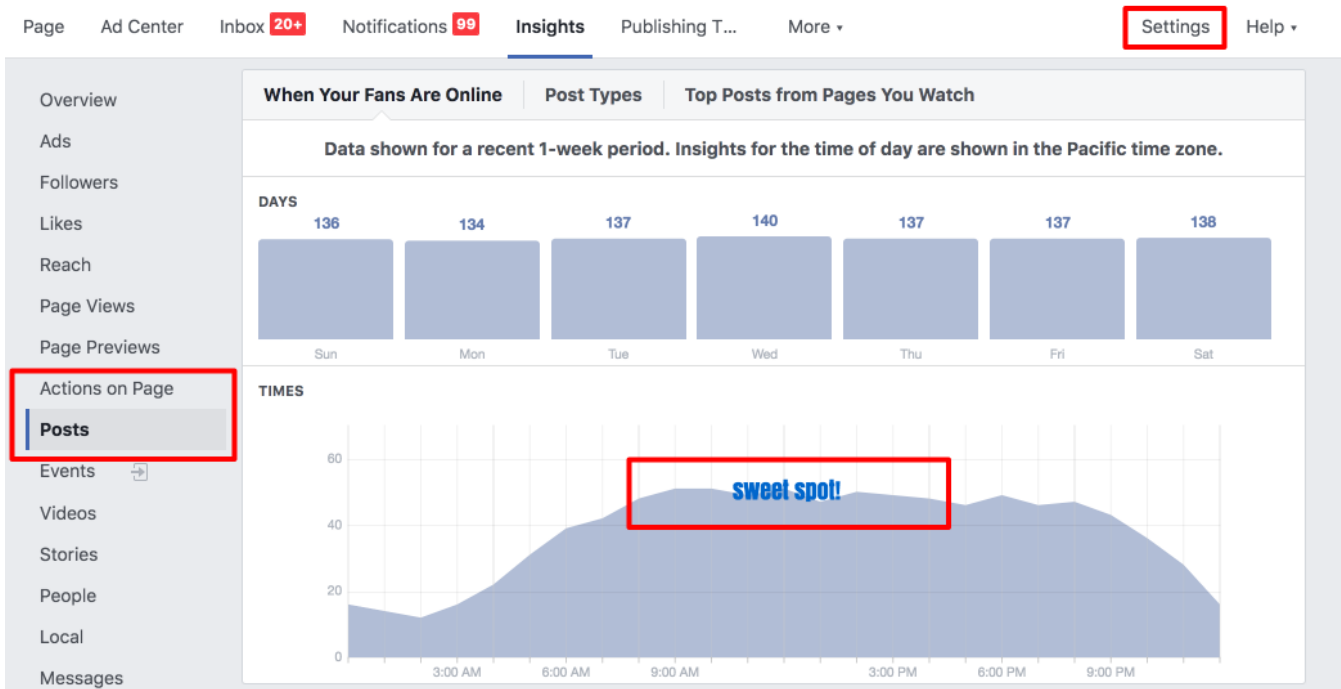 Page Ad Center Inbox 20+ Notifications 99 Insights Publishing T... More Settings Help
Overview
Ads
Followers
Likes
Reach
Page Views
Page Previews
Actions on Page
Posts
Events
Videos
Stories
People
Local
Messages
When Your Fans Are Online Post Types Top Posts from Pages You Watch
Data shown for a recent 1-week period. Insights for the time of day are shown in the Pacific time zone.
DAYS
136 134 137 140 137 137 138
Sun Mon Tue Wed Thu Fri Sat
TIMES
60
sweet spot!
40
20
0
3:00 AM 6:00 AM 9:00 AM 3:00 PM 6:00 PM 9:00 PM